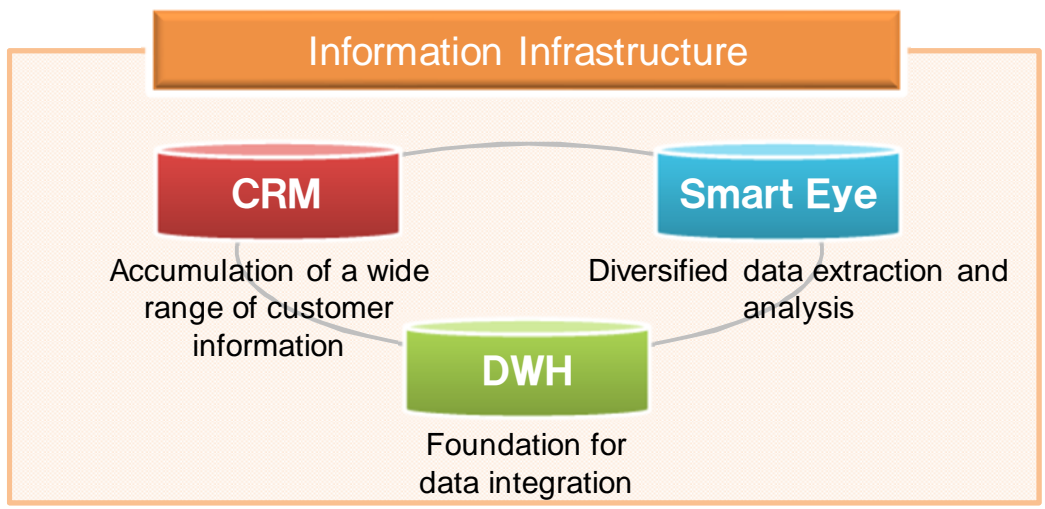 Information Infrastructure
CRM
Accumulation of a wide
range of customer
information
Smart Eye
Diversified data extraction and
analysis
DWH
Foundation for
data integration